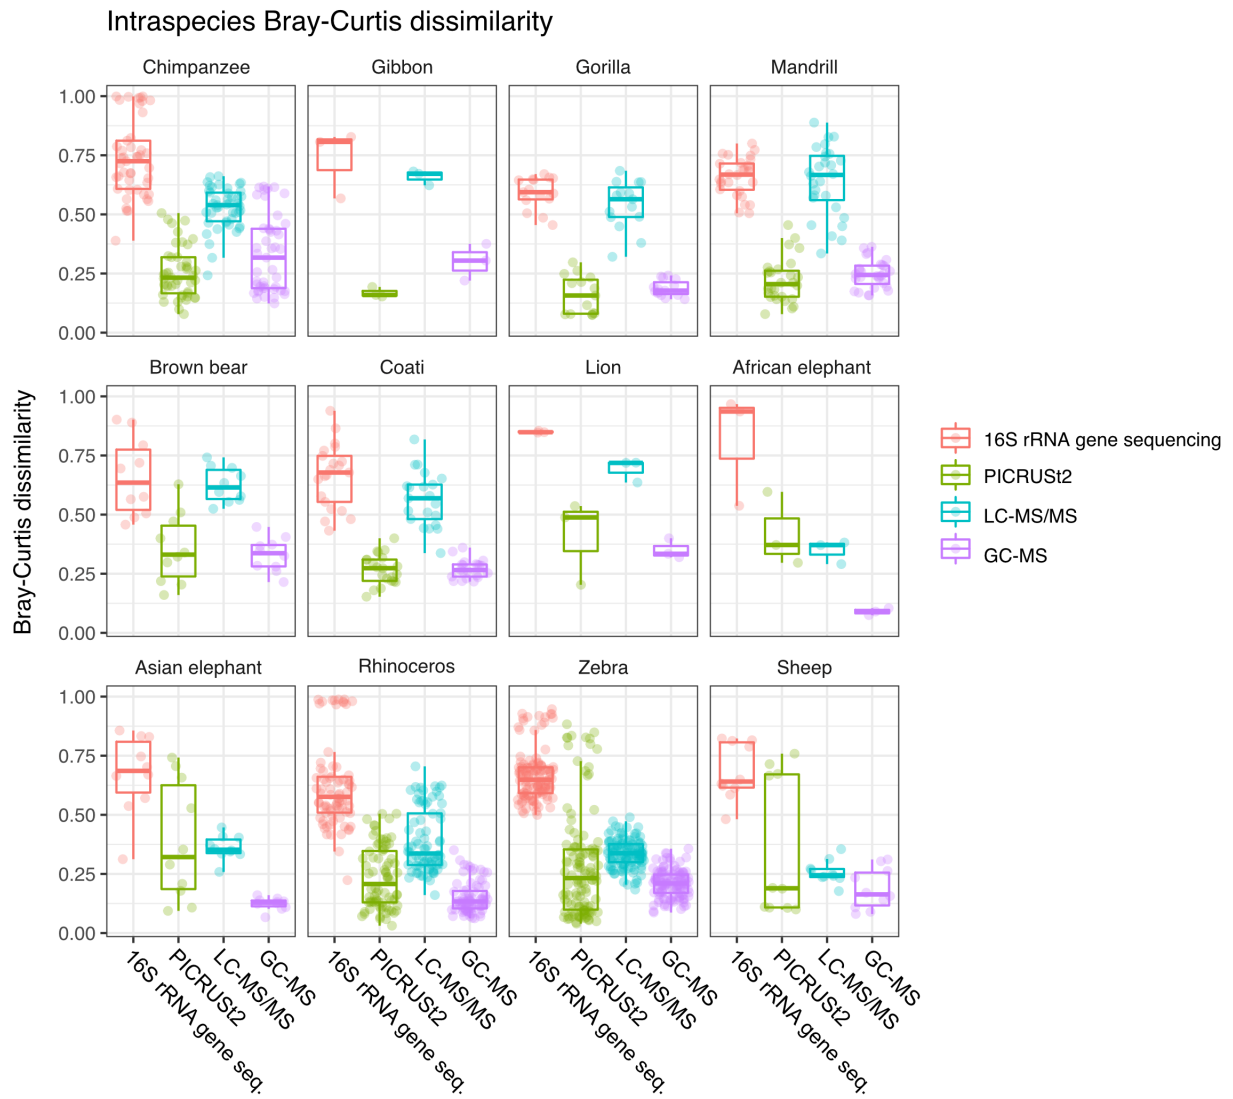 Intraspecies Bray-Curtis dissimilarity
Chimpanzee
Gibbon
Gorilla
Mandrill
1.00
0.75
0.50
0.25
0.00
Brown bear
Coati
Lion
African elephant
1.00
0.75
0.50
0.25
0.00
Bray-Curtis dissimilarity
Asian elephant
Rhinoceros
Zebra
Sheep
1.00
0.75
0.50
0.25
0.00
16S rRNA gene seq.
PICRUSt2
LC-MS/MS
GC-MS
16S rRNA gene seq.
PICRUSt2
LC-MS/MS
GC-MS
16S rRNA gene seq.
PICRUSt2
LC-MS/MS
GC-MS
16S rRNA gene seq.
PICRUSt2
LC-MS/MS
GC-MS
16S rRNA gene sequencing
PICRUSt2
LC-MS/MS
GC-MS